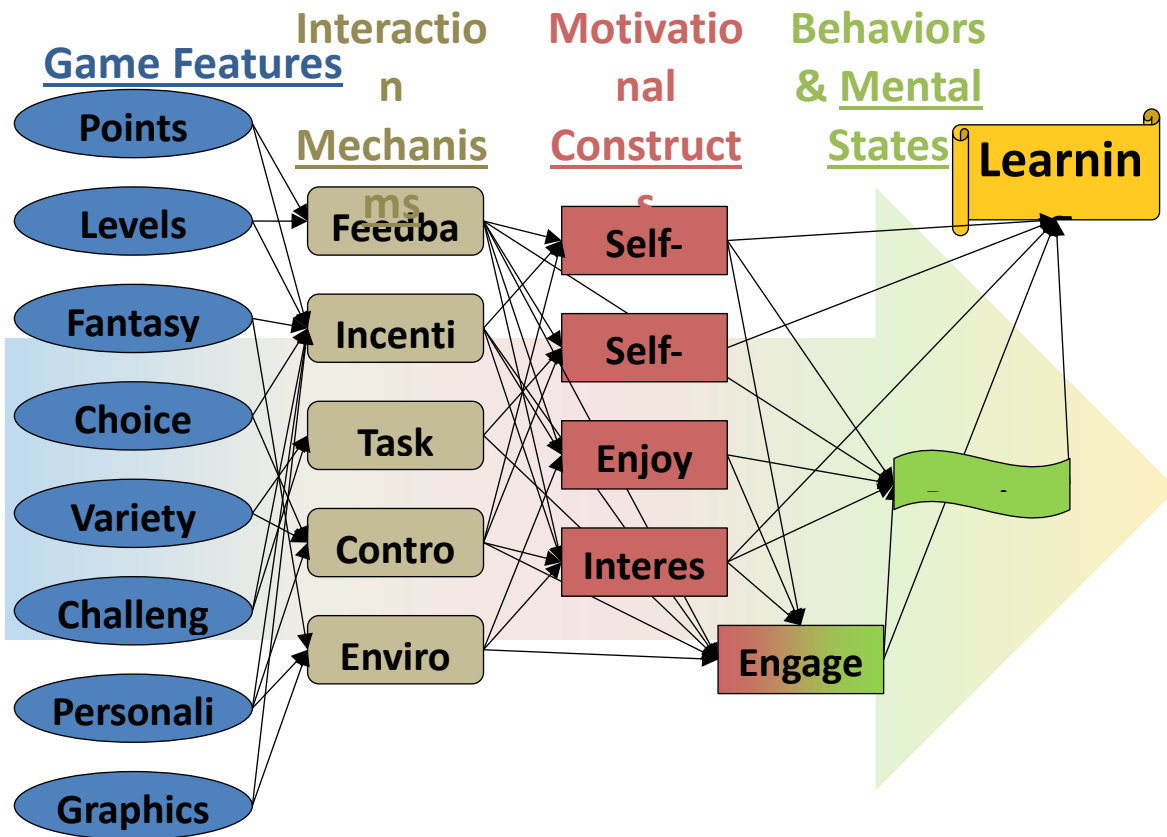 Game Features
Interactio
n
Mechanis
ms
Motivatio
nal
Construct
s
Behaviors
& Mental
States
Points
Levels
Fantasy
Choice
Variety
Challeng
Personali
Graphics
Feedba
Incenti
Task
Contro
Enviro
Self-
Self-
Enjoy
Interes
Engage
Learnin